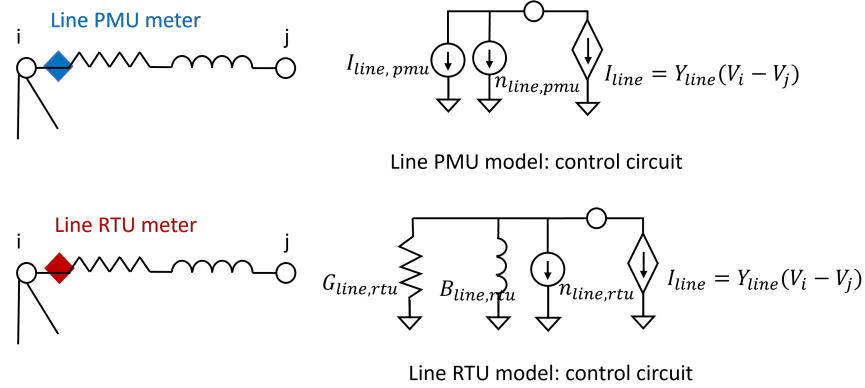 Line PMU meter
i
j
I_{line,pmu}
n_{line,pmu}
I_{line} = Y_{line}(V_i − V_j)
Line PMU model: control circuit
Line RTU meter
i
j
G_{line,rtu}
B_{line,rtu}
n_{line,rtu}
I_{line} = Y_{line}(V_i − V_j)
Line RTU model: control circuit